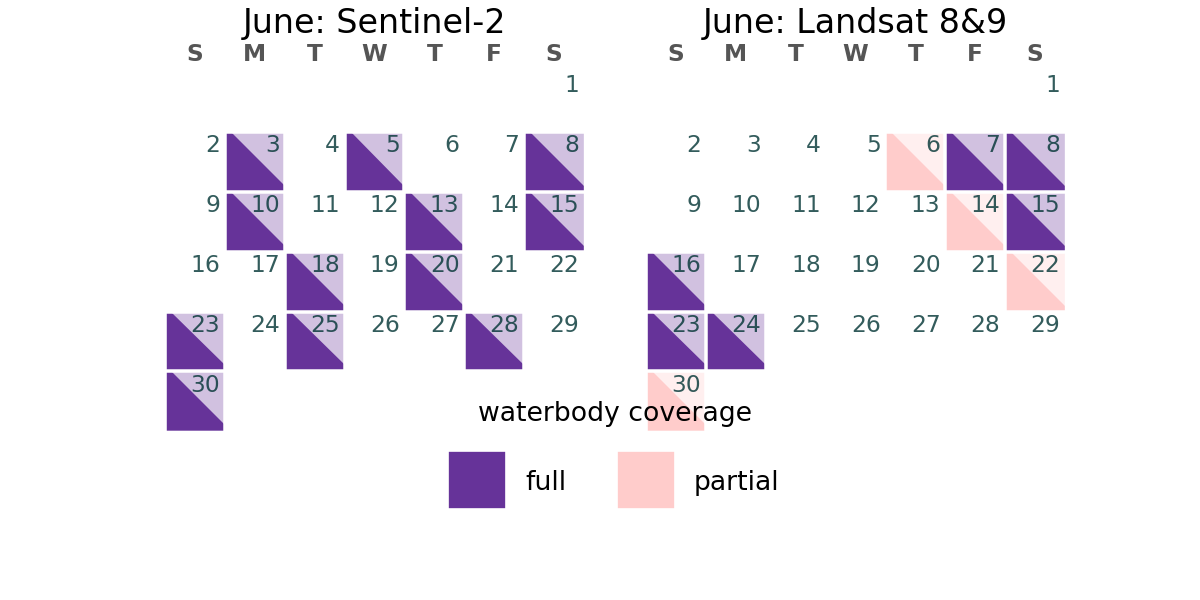 June: Sentinel-2
S M T W T F S
1
2 3 4 5 6 7 8
9 10 11 12 13 14 15
16 17 18 19 20 21 22
23 24 25 26 27 28 29
30
June: Landsat 8&9
S M T W T F S
1
2 3 4 5 6 7 8
9 10 11 12 13 14 15
16 17 18 19 20 21 22
23 24 25 26 27 28 29
30
waterbody coverage
full partial